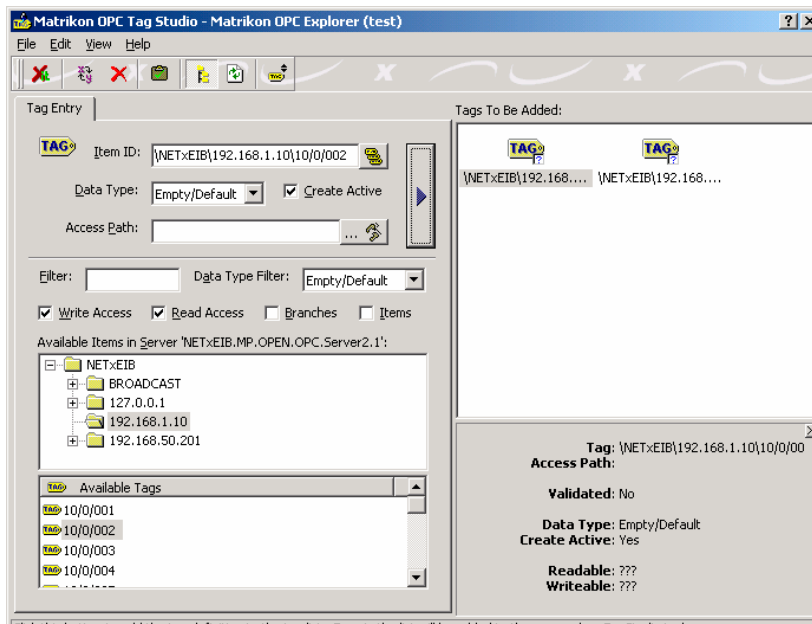 Matrikon OPC Tag Studio - Matrikon OPC Explorer (test)
File Edit View Help
Tag Entry
TAG
Item ID: \NETxEIB\192.168.1.10\10/0/002
Data Type: Empty/Default Create Active
Access Path: ...
Filter: Data Type Filter: Empty/Default
Write Access Read Access Branches Items
Available Items in Server 'NETxEIB.MP.OPEN.OPC.Server2.1':
NETxEIB
BROADCAST
127.0.0.1
192.168.1.10
192.168.50.201
TAG Available Tags
TAG 10/0/001
TAG 10/0/002
TAG 10/0/003
TAG 10/0/004
Tags To Be Added:
TAG ? TAG ?
\NETxEIB\192.168.... \NETxEIB\192.168....
Tag: \NETxEIB\192.168.1.10\10/0/00
Access Path:
Validated: No
Data Type: Empty/Default
Create Active: Yes
Readable: ???
Writeable: ???